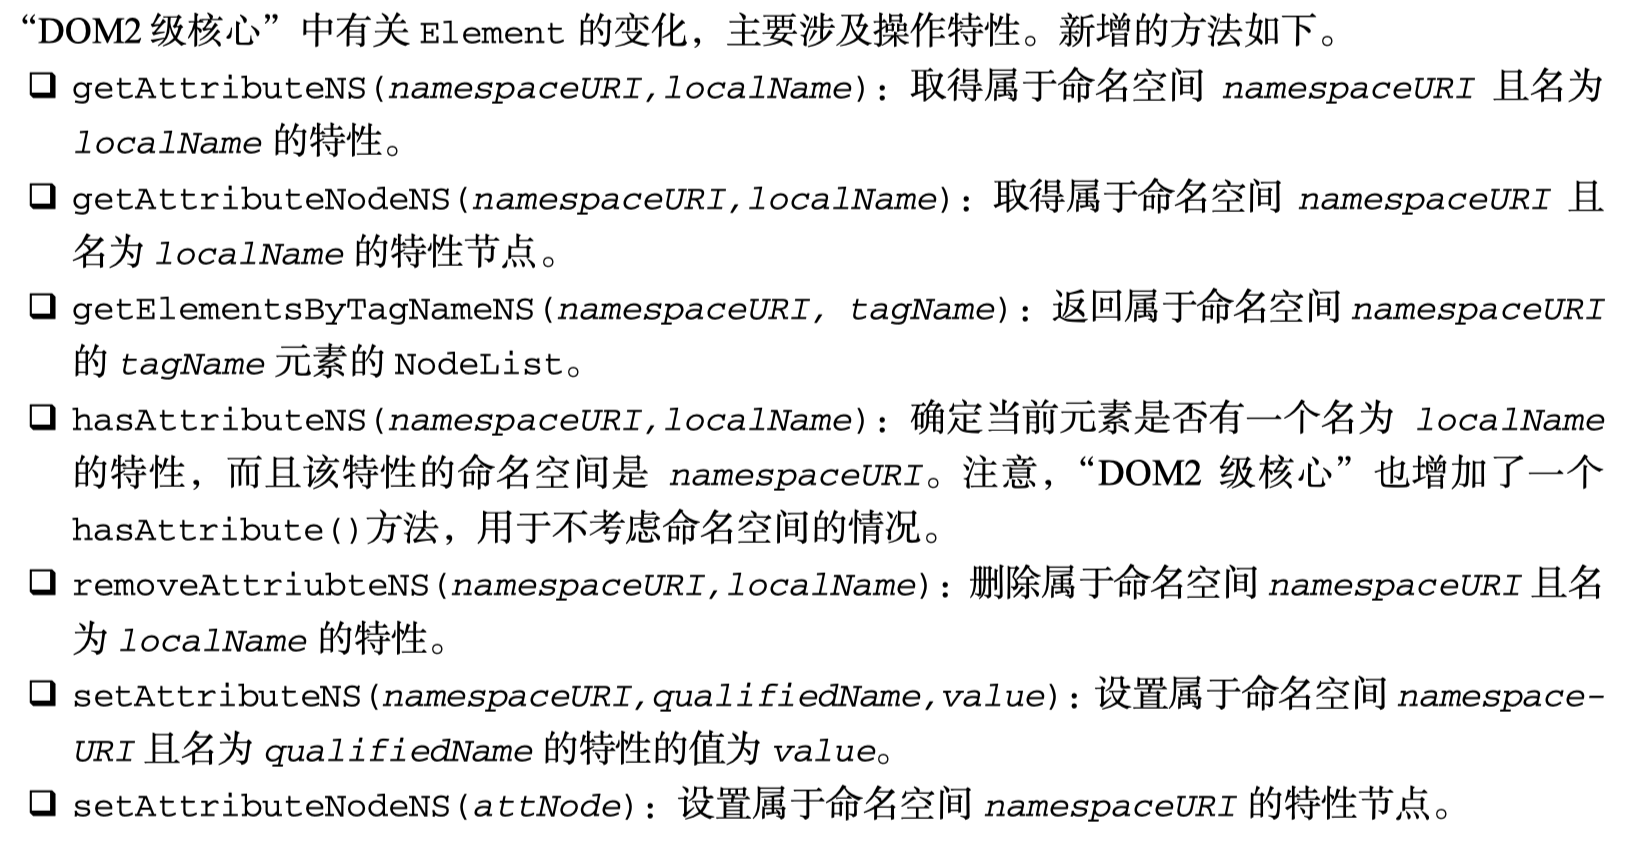 “DOM2 级核心”中有关 Element 的变化，主要涉及操作特性。新增的方法如下。
❑ getAttributeNS(namespaceURI,localName)：取得属于命名空间 namespaceURI 且名为
localName 的特性。
❑ getAttributeNodeNS(namespaceURI,localName)：取得属于命名空间 namespaceURI 且
名为 localName 的特性节点。
❑ getElementsByTagNameNS(namespaceURI, tagName)：返回属于命名空间 namespaceURI
的 tagName 元素的 NodeList。
❑ hasAttributeNS(namespaceURI,localName)：确定当前元素是否有一个名为 localName
的特性，而且该特性的命名空间是 namespaceURI。注意，“DOM2 级核心”也增加了一个
hasAttribute()方法，用于不考虑命名空间的情况。
❑ removeAttriubteNS(namespaceURI,localName)：删除属于命名空间 namespaceURI 且名
为 localName 的特性。
❑ setAttributeNS(namespaceURI,qualifiedName,value)：设置属于命名空间 namespace-
URI 且名为 qualifiedName 的特性的值为 value。
❑ setAttributeNodeNS(attNode)：设置属于命名空间 namespaceURI 的特性节点。